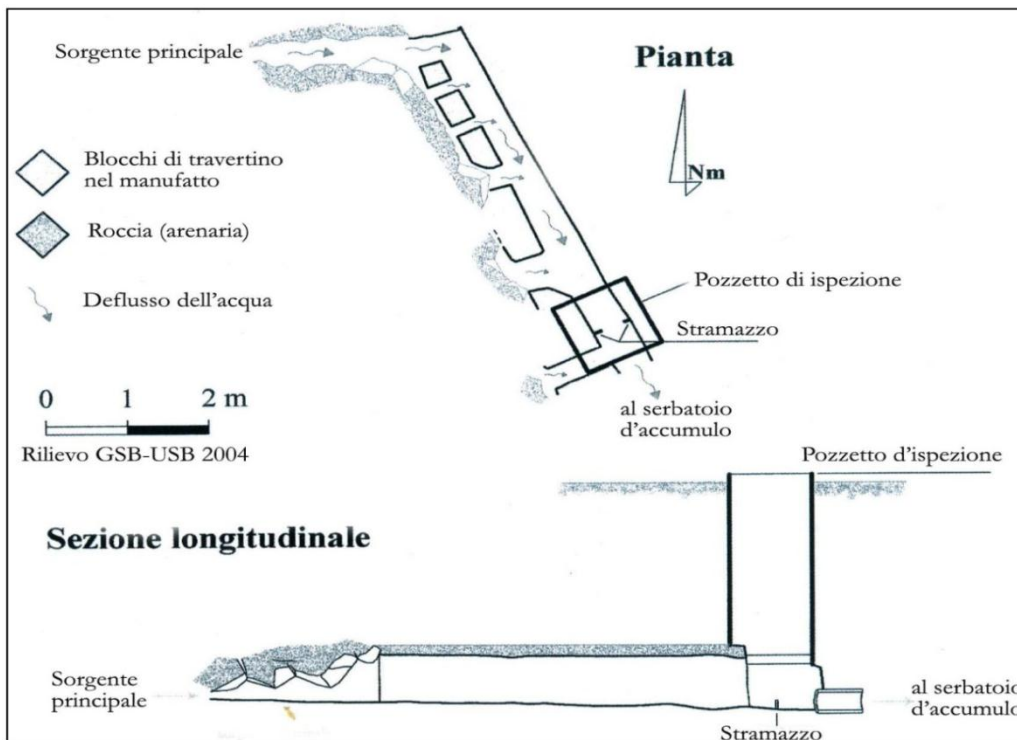 Sorgente principale
Pianta
Blocchi di travertino
nel manufatto
Nm
Roccia (arenaria)
Deflusso dell'acqua
Pozzetto di ispezione
Stramazzo
0 1 2 m
al serbatoio
d'accumulo
Rilievo GSB-USB 2004
Pozzetto d'ispezione
Sezione longitudinale
Sorgente
principale
al serbatoio
d'accumulo
Stramazzo